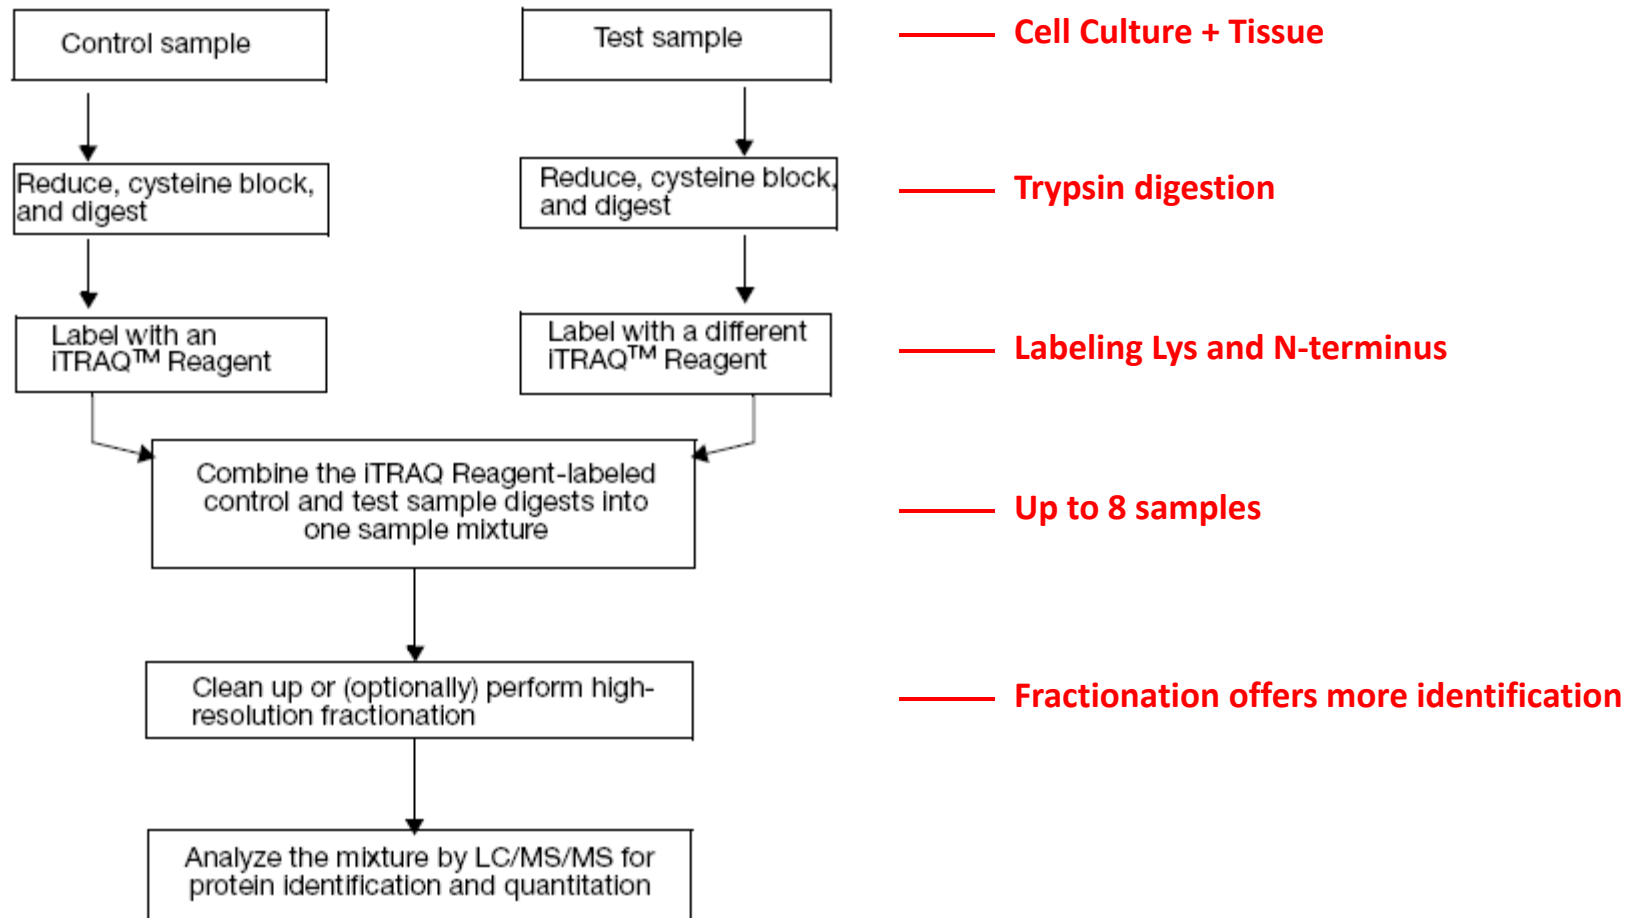 Control sample
Test sample
Cell Culture + Tissue
Reduce, cysteine block,
and digest
Reduce, cysteine block,
and digest
Trypsin digestion
Label with an
iTRAQ™ Reagent
Label with a different
iTRAQ™ Reagent
Labeling Lys and N-terminus
Combine the iTRAQ Reagent-labeled
control and test sample digests into
one sample mixture
Up to 8 samples
Clean up or (optionally) perform high-
resolution fractionation
Fractionation offers more identification
Analyze the mixture by LC/MS/MS for
protein identification and quantitation